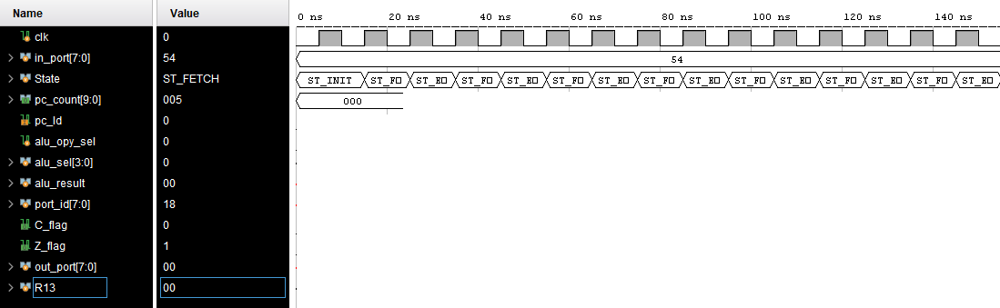 Name Value 0 ns 20 ns 40 ns 60 ns 80 ns 100 ns 120 ns 140 ns
clk 0
in_port[7:0] 54 54
State ST_FETCH ST_INIT ST_F ST_E ST_F ST_E ST_F ST_E ST_F ST_E ST_F ST_E ST_F ST_E ST_F ST_E
pc_count[9:0] 005 000
pc_ld 0
alu_opy_sel 0
alu_sel[3:0] 0
alu_result 00
port_id[7:0] 18
C_flag 0
Z_flag 1
out_port[7:0] 00
R13 00